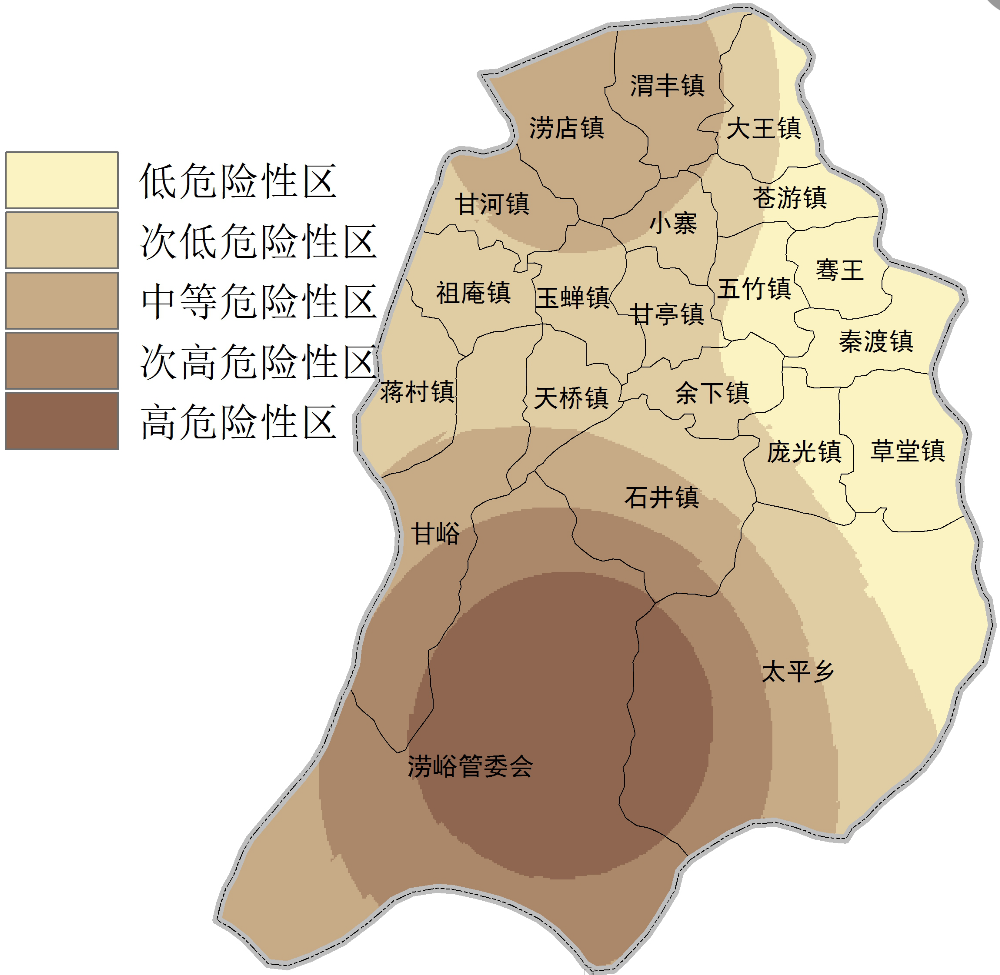 低危险性区
次低危险性区
中等危险性区
次高危险性区
高危险性区
渭丰镇
涝店镇
大王镇
甘河镇
苍游镇
小寨
骞王
祖庵镇
玉蝉镇
五竹镇
甘亭镇
秦渡镇
蒋村镇
天桥镇
余下镇
庞光镇
草堂镇
石井镇
甘峪
太平乡
涝峪管委会